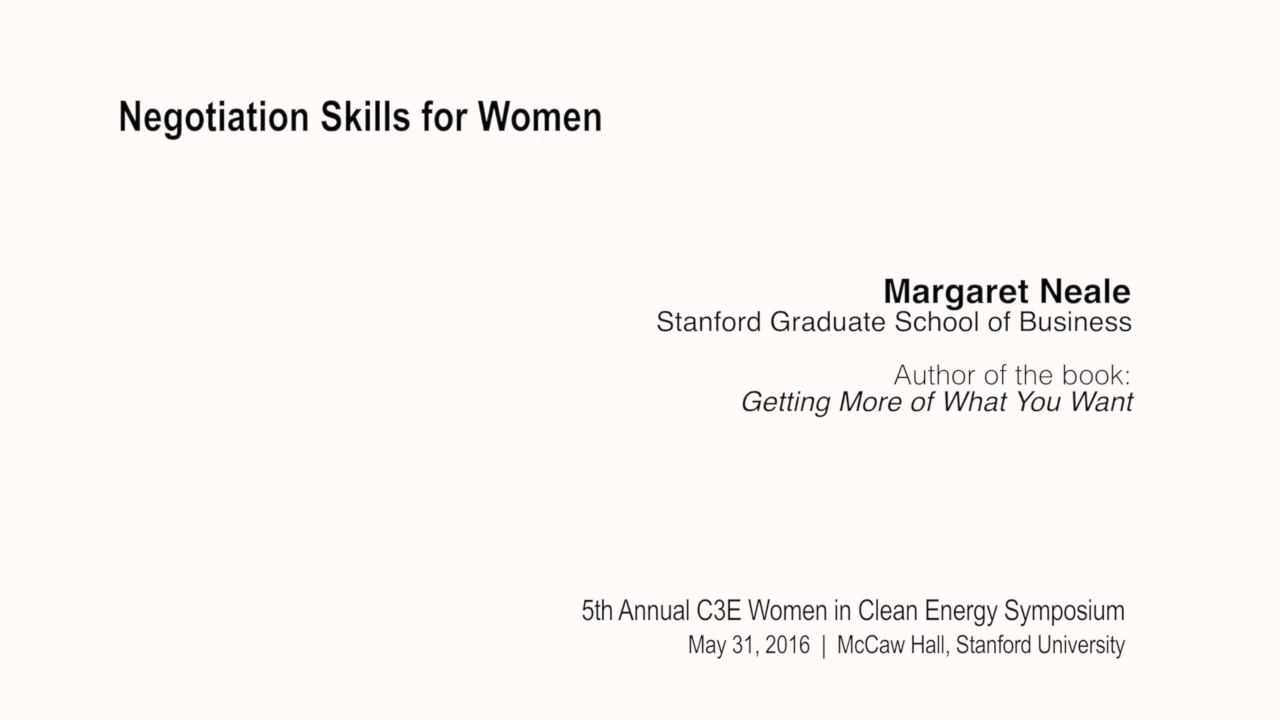 Negotiation Skills for Women
Margaret Neale
Stanford Graduate School of Business
Author of the book:
Getting More of What You Want
5th Annual C3E Women in Clean Energy Symposium
May 31, 2016 | McCaw Hall, Stanford University